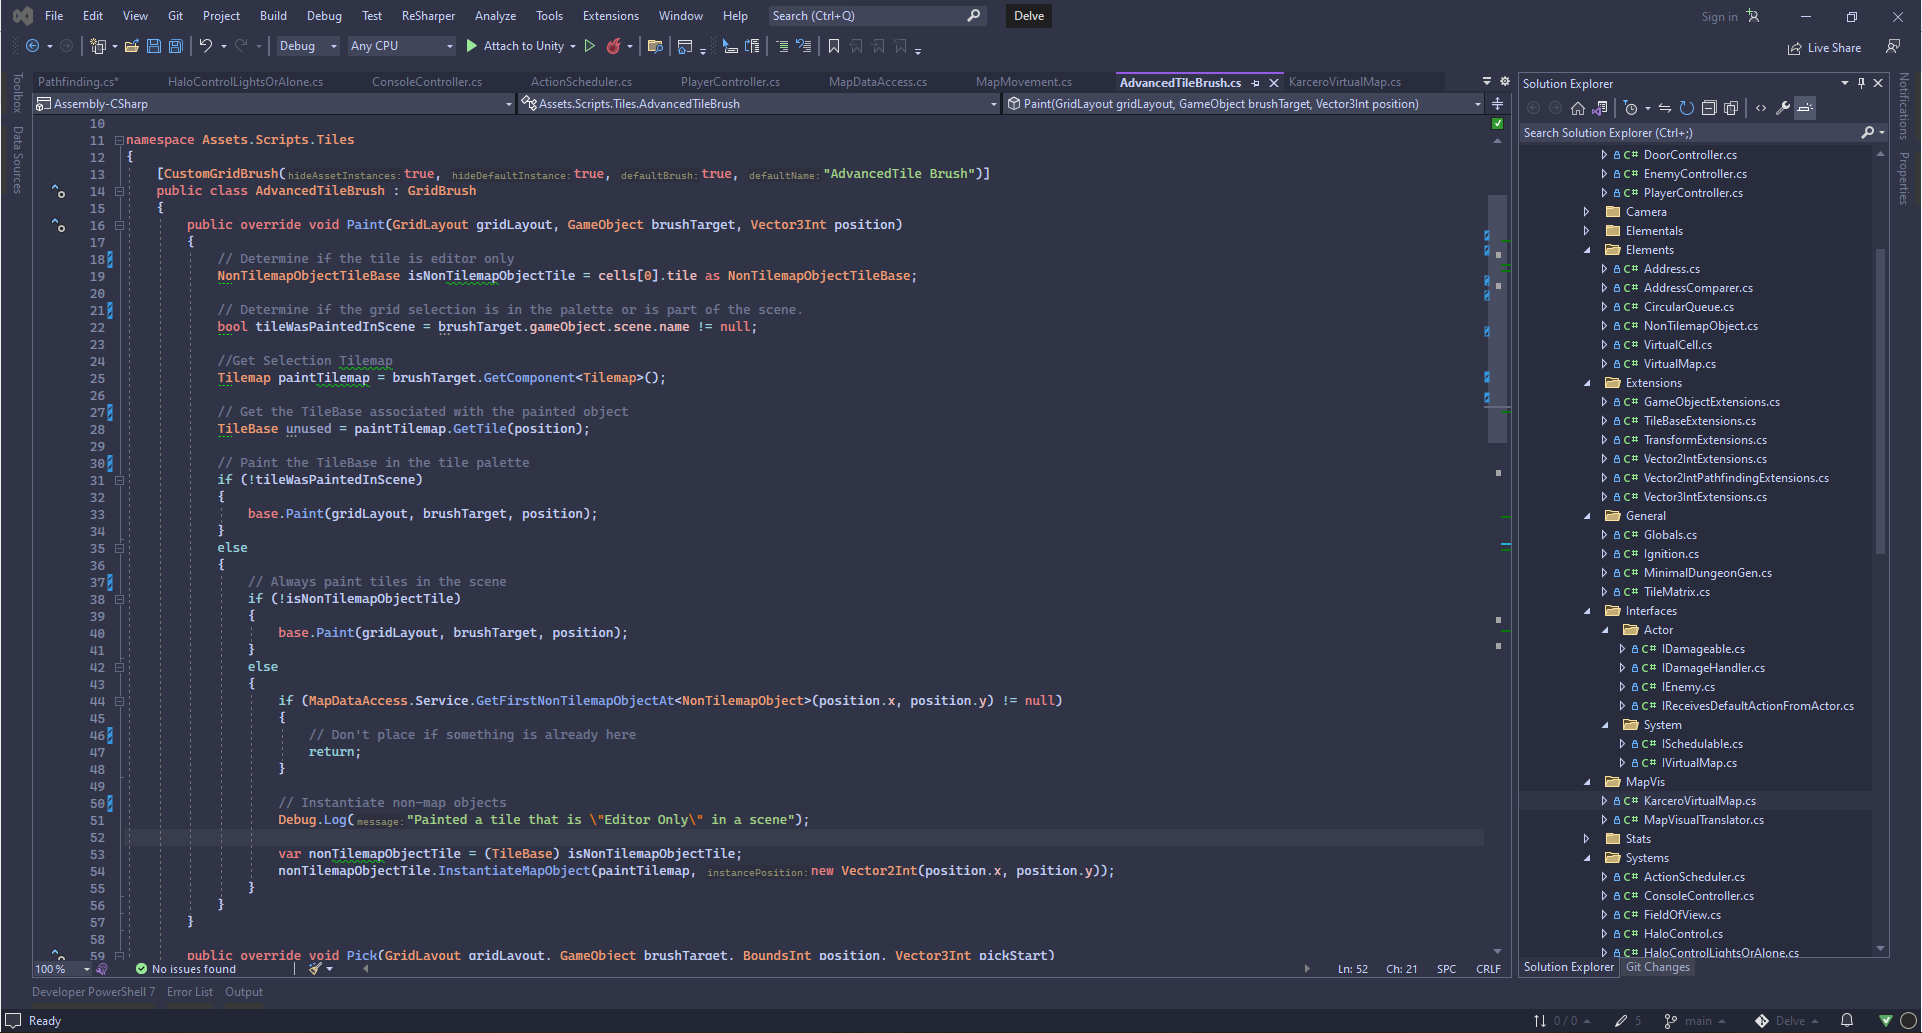 File Edit View Git Project Build Debug Test ReSharper Analyze Tools Extensions Window Help Search (Ctrl+Q) Delve Sign in
Debug Any CPU Attach to Unity Live Share
Toolbox
Data Sources
Pathfinding.cs* HaloControlLightsOrAlone.cs ConsoleController.cs ActionScheduler.cs PlayerController.cs MapDataAccess.cs MapMovement.cs AdvancedTileBrush.cs KarceroVirtualMap.cs
Assembly-CSharp Assets.Scripts.Tiles.AdvancedTileBrush Paint(GridLayout gridLayout, GameObject brushTarget, Vector3Int position)
10
11 namespace Assets.Scripts.Tiles
12 {
13 [CustomGridBrush(hideAssetInstances: true, hideDefaultInstance: true, defaultBrush: true, defaultName: "AdvancedTile Brush")]
14 public class AdvancedTileBrush : GridBrush
15 {
16 public override void Paint(GridLayout gridLayout, GameObject brushTarget, Vector3Int position)
17 {
18 // Determine if the tile is editor only
19 NonTilemapObjectTileBase isNonTilemapObjectTile = cells[0].tile as NonTilemapObjectTileBase;
20
21 // Determine if the grid selection is in the palette or is part of the scene.
22 bool tileWasPaintedInScene = brushTarget.gameObject.scene.name != null;
23
24 //Get Selection Tilemap
25 Tilemap paintTilemap = brushTarget.GetComponent<Tilemap>();
26
27 // Get the TileBase associated with the painted object
28 TileBase unused = paintTilemap.GetTile(position);
29
30 // Paint the TileBase in the tile palette
31 if (!tileWasPaintedInScene)
32 {
33 base.Paint(gridLayout, brushTarget, position);
34 }
35 else
36 {
37 // Always paint tiles in the scene
38 if (!isNonTilemapObjectTile)
39 {
40 base.Paint(gridLayout, brushTarget, position);
41 }
42 else
43 {
44 if (MapDataAccess.Service.GetFirstNonTilemapObjectAt<NonTilemapObject>(position.x, position.y) != null)
45 {
46 // Don't place if something is already here
47 return;
48 }
49
50 // Instantiate non-map objects
51 Debug.Log(message: "Painted a tile that is \"Editor Only\" in a scene");
52
53 var nonTilemapObjectTile = (TileBase) isNonTilemapObjectTile;
54 nonTilemapObjectTile.InstantiateMapObject(paintTilemap, instancePosition: new Vector2Int(position.x, position.y));
55 }
56 }
57 }
58
59 public override void Pick(GridLayout gridLayout, GameObject brushTarget, BoundsInt position, Vector3Int pickStart)
100 % No issues found Ln: 52 Ch: 21 SPC CRLF
Developer PowerShell 7 Error List Output
Solution Explorer
Search Solution Explorer (Ctrl+;)
C# DoorController.cs
C# EnemyController.cs
C# PlayerController.cs
Camera
Elementals
Elements
C# Address.cs
C# AddressComparer.cs
C# CircularQueue.cs
C# NonTilemapObject.cs
C# VirtualCell.cs
C# VirtualMap.cs
Extensions
C# GameObjectExtensions.cs
C# TileBaseExtensions.cs
C# TransformExtensions.cs
C# Vector2IntExtensions.cs
C# Vector2IntPathfindingExtensions.cs
C# Vector3IntExtensions.cs
General
C# Globals.cs
C# Ignition.cs
C# MinimalDungeonGen.cs
C# TileMatrix.cs
Interfaces
Actor
C# IDamageable.cs
C# IDamageHandler.cs
C# IEnemy.cs
C# IReceivesDefaultActionFromActor.cs
System
C# ISchedulable.cs
C# IVirtualMap.cs
MapVis
C# KarceroVirtualMap.cs
C# MapVisualTranslator.cs
Stats
Systems
C# ActionScheduler.cs
C# ConsoleController.cs
C# FieldOfView.cs
C# HaloControl.cs
C# HaloControlLightsOrAlone.cs
Solution Explorer Git Changes
Notifications
Properties
Ready 0 / 0 5 main Delve